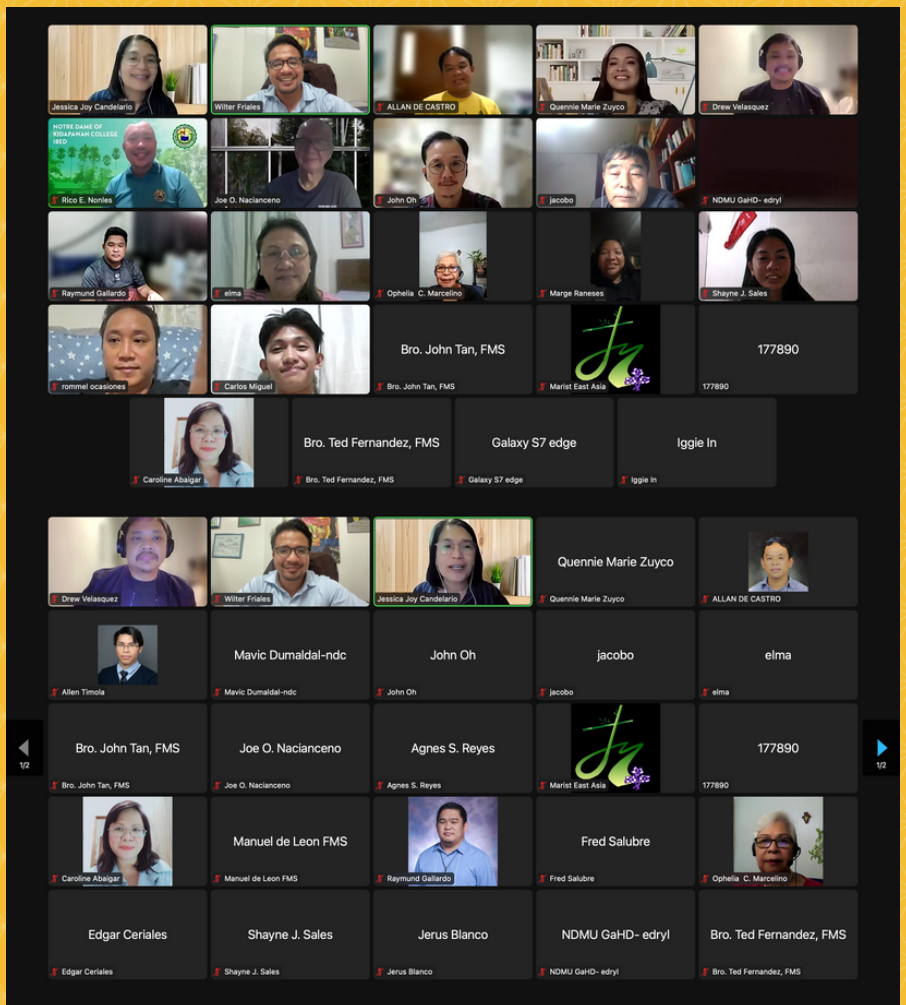 Jessica Joy Candelario
Wilter Friales
ALLAN DE CASTRO
Quennie Marie Zuyco
Drew Velasquez
NOTRE DAME OF
KIDAPAWAN COLLEGE
IBED
Rico E. Nonles
Joe O. Nacianceno
John Oh
jacobo
NDMU GaHD- edryl
Raymund Gallardo
elma
Ophelia C. Marcelino
Marge Raneses
Shayne J. Sales
rommel ocasiones
Carlos Miguel
Bro. John Tan, FMS
Bro. John Tan, FMS
Marist East Asia
177890
177890
Caroline Abaigar
Bro. Ted Fernandez, FMS
Bro. Ted Fernandez, FMS
Galaxy S7 edge
Galaxy S7 edge
Iggie In
Iggie In
Drew Velasquez
Wilter Friales
Jessica Joy Candelario
Quennie Marie Zuyco
Quennie Marie Zuyco
ALLAN DE CASTRO
Allen Timola
Mavic Dumaldal-ndc
Mavic Dumaldal-ndc
John Oh
John Oh
jacobo
jacobo
elma
elma
1/2
Bro. John Tan, FMS
Bro. John Tan, FMS
Joe O. Nacianceno
Joe O. Nacianceno
Agnes S. Reyes
Agnes S. Reyes
Marist East Asia
177890
177890
1/2
Caroline Abaigar
Manuel de Leon FMS
Manuel de Leon FMS
Raymund Gallardo
Fred Salubre
Fred Salubre
Ophelia C. Marcelino
Edgar Ceriales
Edgar Ceriales
Shayne J. Sales
Shayne J. Sales
Jerus Blanco
Jerus Blanco
NDMU GaHD- edryl
NDMU GaHD- edryl
Bro. Ted Fernandez, FMS
Bro. Ted Fernandez, FMS